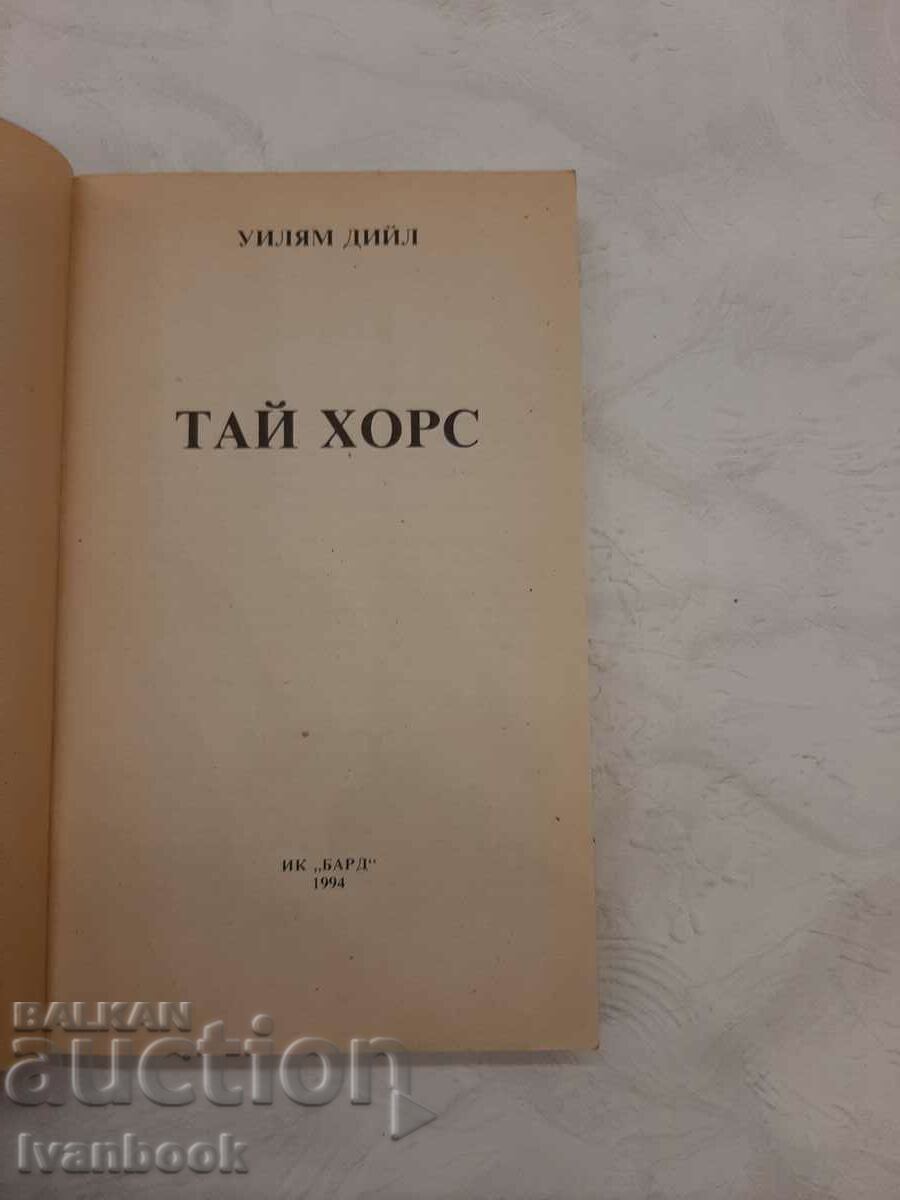 УИЛЯМ ДИЙЛ
ТАЙ ХОРС
ИК „БАРД“
1994
BALKAN
auction
Ivanbook